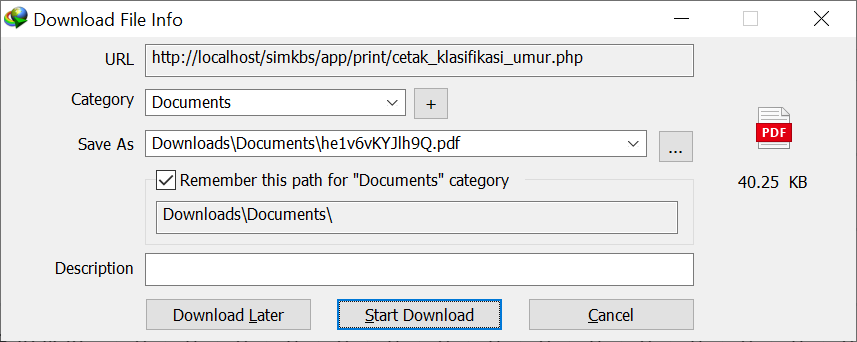 Download File Info
URL http://localhost/simkbs/app/print/cetak_klasifikasi_umur.php
Category Documents +
Save As Downloads\Documents\he1v6vKYJlh9Q.pdf ...
PDF
Remember this path for "Documents" category
40.25 KB
Downloads\Documents\
Description
Download Later Start Download Cancel